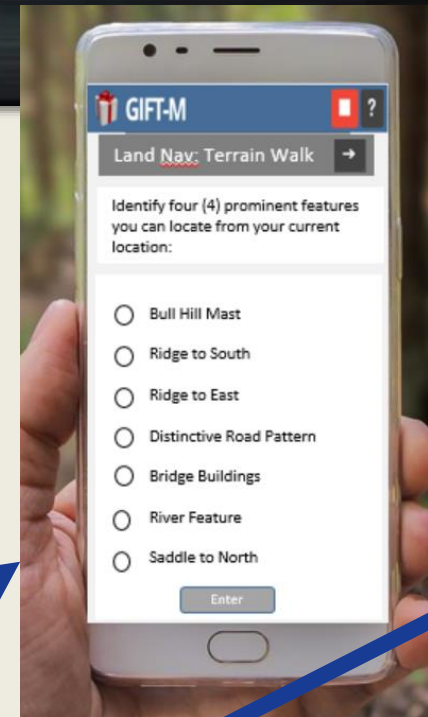 GIFT-M
?
Land Nav: Terrain Walk
Identify four (4) prominent features
you can locate from your current
location:
Bull Hill Mast
Ridge to South
Ridge to East
Distinctive Road Pattern
Bridge Buildings
River Feature
Saddle to North
Enter